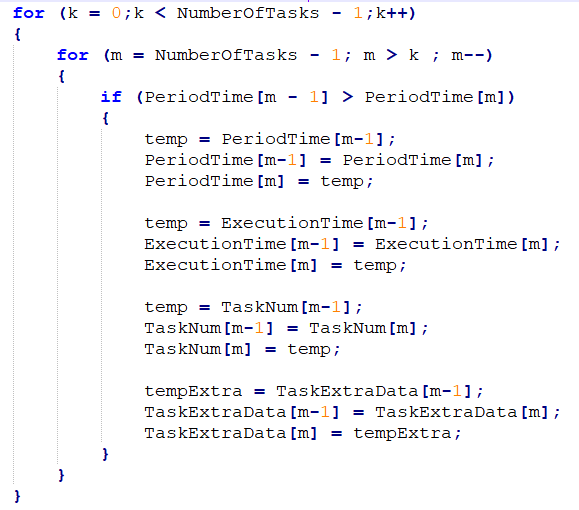 for (k = 0;k < NumberOfTasks - 1;k++)
{
    for (m = NumberOfTasks - 1; m > k ; m--)
    {
        if (PeriodTime[m - 1] > PeriodTime[m])
        {
            temp = PeriodTime[m-1];
            PeriodTime[m-1] = PeriodTime[m];
            PeriodTime[m] = temp;

            temp = ExecutionTime[m-1];
            ExecutionTime[m-1] = ExecutionTime[m];
            ExecutionTime[m] = temp;

            temp = TaskNum[m-1];
            TaskNum[m-1] = TaskNum[m];
            TaskNum[m] = temp;

            tempExtra = TaskExtraData[m-1];
            TaskExtraData[m-1] = TaskExtraData[m];
            TaskExtraData[m] = tempExtra;
        }
    }
}